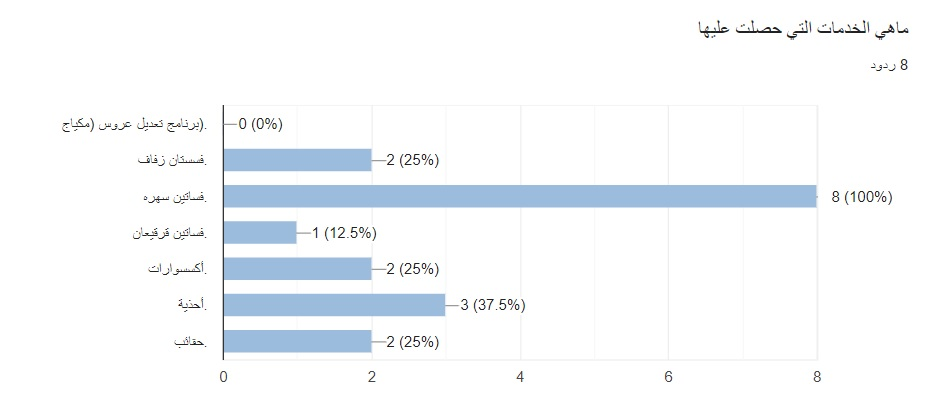 ماهي الخدمات التي حصلت عليها
8 ردود
برنامج تعديل عروس (مكياج).
0 (0%)
فسستان زفاف.
2 (25%)
فساتين سهره.
8 (100%)
فساتين قرقيعان.
1 (12.5%)
أكسسوارات.
2 (25%)
أحذية.
3 (37.5%)
حقائب.
2 (25%)
0 2 4 6 8